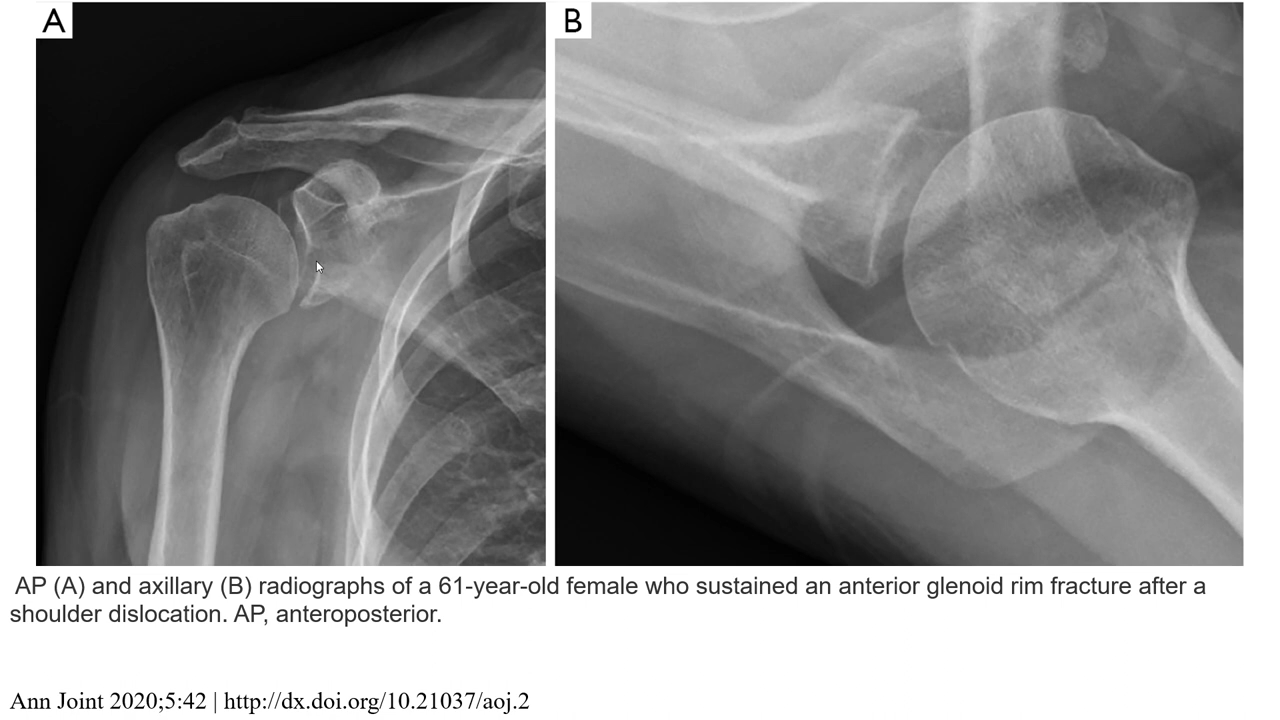 A
B
AP (A) and axillary (B) radiographs of a 61-year-old female who sustained an anterior glenoid rim fracture after a
shoulder dislocation. AP, anteroposterior.
Ann Joint 2020;5:42 | http://dx.doi.org/10.21037/aoj.2